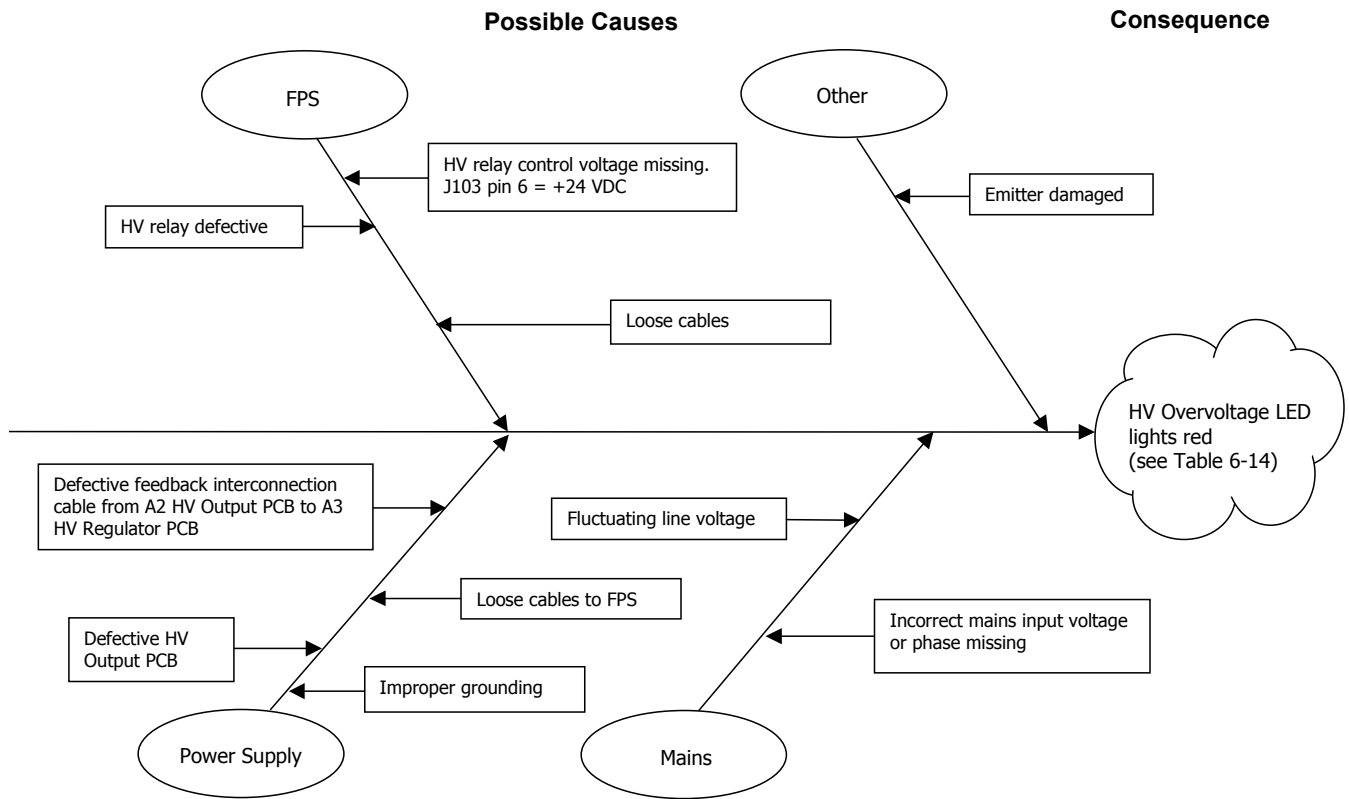 Possible Causes
Consequence
FPS
Other
HV relay control voltage missing.
J103 pin 6 = +24 VDC
Emitter damaged
HV relay defective
Loose cables
HV Overvoltage LED
lights red
(see Table 6-14)
Defective feedback interconnection
cable from A2 HV Output PCB to A3
HV Regulator PCB
Fluctuating line voltage
Loose cables to FPS
Incorrect mains input voltage
or phase missing
Defective HV
Output PCB
Improper grounding
Power Supply
Mains